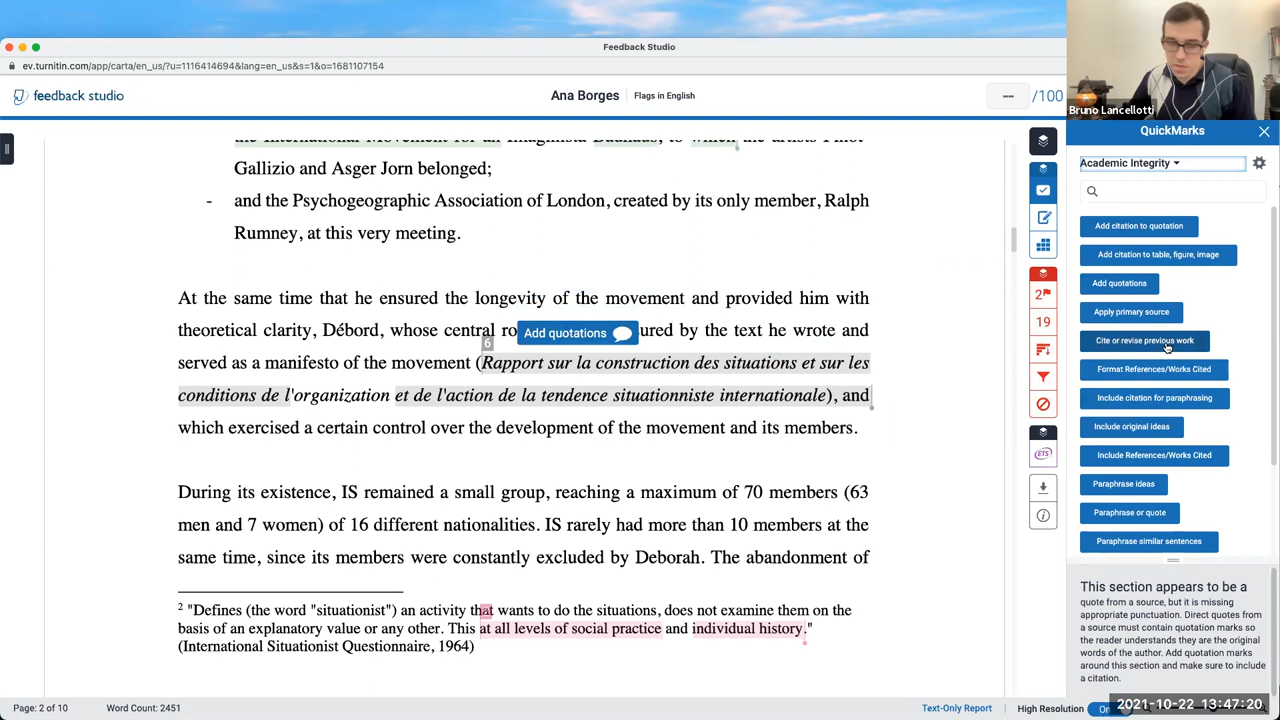 Feedback Studio
ev.turnitin.com/app/carta/en_us/?u=1116414694&lang=en_us&s=1&o=1681107154
feedback studio
Ana Borges
Flags in English
-- /100
Bruno Lancellotti
the International Movement for an Imaginista Bauhaus, to which the artists Pinot
Gallizio and Asger Jorn belonged;
- and the Psychogeographic Association of London, created by its only member, Ralph
Rumney, at this very meeting.
At the same time that he ensured the longevity of the movement and provided him with
theoretical clarity, Débord, whose central ro
Add quotations
ured by the text he wrote and
6
served as a manifesto of the movement (Rapport sur la construction des situations et sur les
conditions de l'organization et de l'action de la tendence situationniste internationale), and
which exercised a certain control over the development of the movement and its members.
During its existence, IS remained a small group, reaching a maximum of 70 members (63
men and 7 women) of 16 different nationalities. IS rarely had more than 10 members at the
same time, since its members were constantly excluded by Deborah. The abandonment of
2 "Defines (the word "situationist") an activity that wants to do the situations, does not examine them on the
basis of an explanatory value or any other. This at all levels of social practice and individual history."
(International Situationist Questionnaire, 1964)
2
19
ETS
QuickMarks
Academic Integrity
Add citation to quotation
Add citation to table, figure, image
Add quotations
Apply primary source
Cite or revise previous work
Format References/Works Cited
Include citation for paraphrasing
Include original ideas
Include References/Works Cited
Paraphrase ideas
Paraphrase or quote
Paraphrase similar sentences
This section appears to be a
quote from a source, but it is missing
appropriate punctuation. Direct quotes from
a source must contain quotation marks so
the reader understands they are the original
words of the author. Add quotation marks
around this section and make sure to include
a citation.
Page: 2 of 10
Word Count: 2451
Text-Only Report
High Resolution
On
2021-10-22 13:47:20